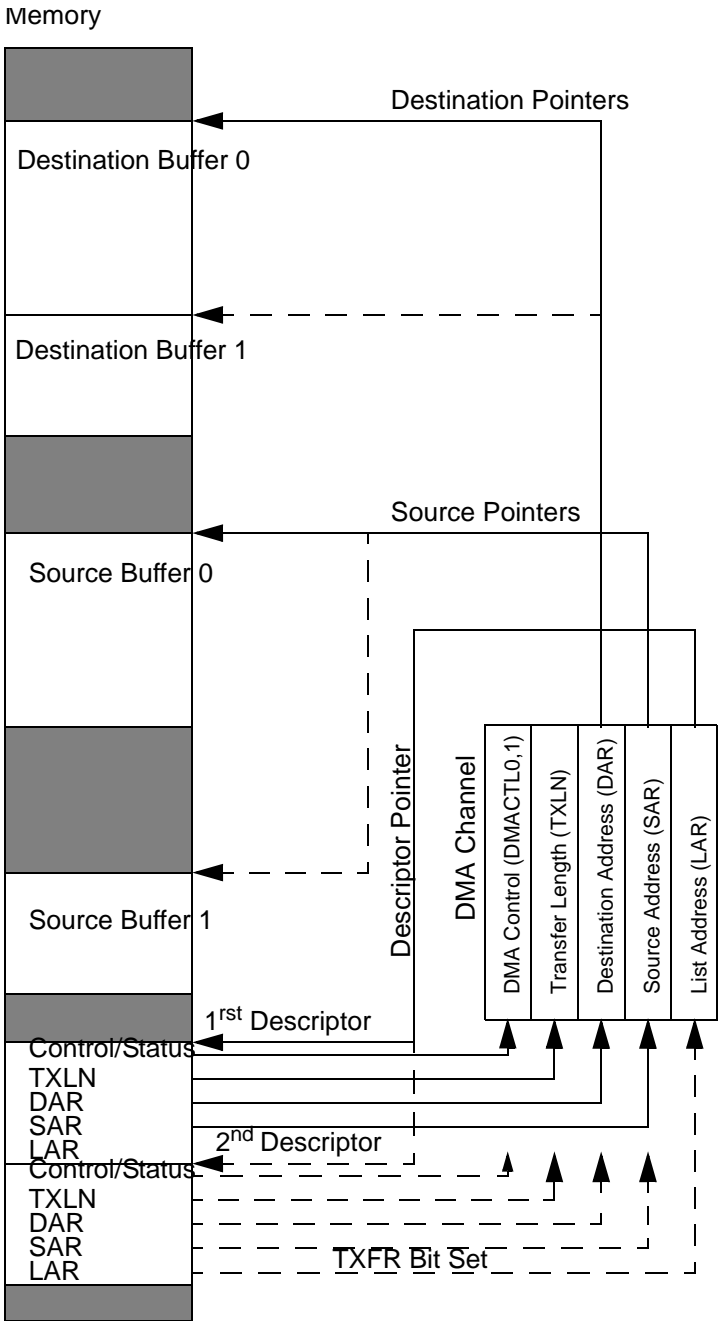 Memory
Destination Pointers
Destination Buffer 0
Destination Buffer 1
Source Pointers
Source Buffer 0
Source Buffer 1
Descriptor Pointer
DMA Channel
DMA Control (DMACTL0,1)
Transfer Length (TXLN)
Destination Address (DAR)
Source Address (SAR)
List Address (LAR)
1rst Descriptor
Control/Status
TXLN
DAR
SAR
LAR
2nd Descriptor
Control/Status
TXLN
DAR
SAR
LAR
TXFR Bit Set